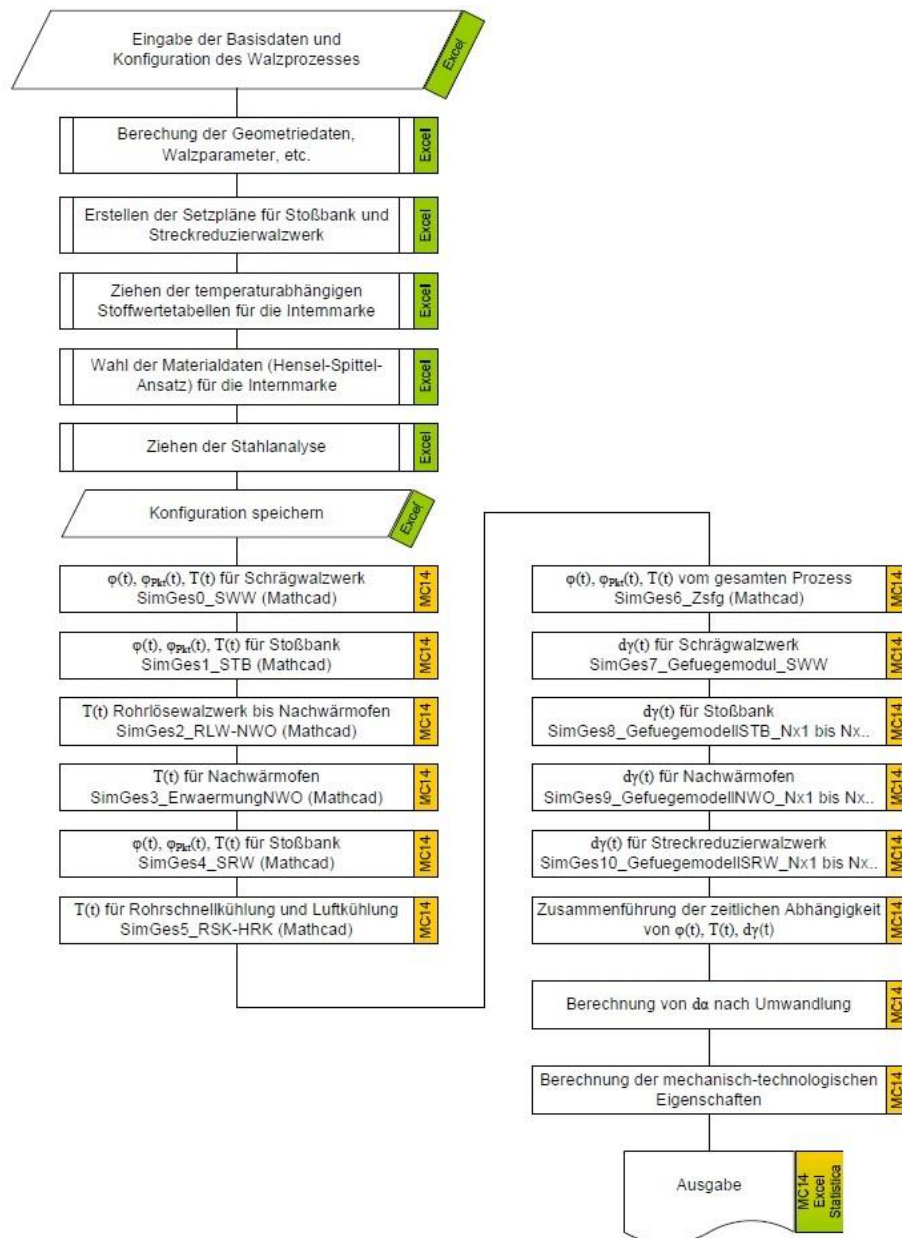 Eingabe der Basisdaten und
Konfiguration des Walzprozesses
Excel
Berechung der Geometriedaten,
Walzparameter, etc.
Excel
Erstellen der Setzpläne für Stoßbank und
Streckreduzierwalzwerk
Excel
Ziehen der temperaturabhängigen
Stoffwertetabellen für die Internmarke
Excel
Wahl der Materialdaten (Hensel-Spittel-
Ansatz) für die Internmarke
Excel
Ziehen der Stahlanalyse
Excel
Konfiguration speichern
Excel
φ(t), φPkt(t), T(t) für Schrägwalzwerk
SimGes0_SWW (Mathcad)
MC14
φ(t), φPkt(t), T(t) für Stoßbank
SimGes1_STB (Mathcad)
MC14
T(t) Rohrlösewalzwerk bis Nachwärmofen
SimGes2_RLW-NWO (Mathcad)
MC14
T(t) für Nachwärmofen
SimGes3_ErwaermungNWO (Mathcad)
MC14
φ(t), φPkt(t), T(t) für Stoßbank
SimGes4_SRW (Mathcad)
MC14
T(t) für Rohrschnellkühlung und Luftkühlung
SimGes5_RSK-HRK (Mathcad)
MC14
φ(t), φPkt(t), T(t) vom gesamten Prozess
SimGes6_Zsfg (Mathcad)
MC14
dγ(t) für Schrägwalzwerk
SimGes7_Gefuegemodul_SWW
MC14
dγ(t) für Stoßbank
SimGes8_GefuegemodellSTB_Nx1 bis Nx..
MC14
dγ(t) für Nachwärmofen
SimGes9_GefuegemodellNWO_Nx1 bis Nx..
MC14
dγ(t) für Streckreduzierwalzwerk
SimGes10_GefuegemodellSRW_Nx1 bis Nx..
MC14
Zusammenführung der zeitlichen Abhängigkeit
von φ(t), T(t), dγ(t)
MC14
Berechnung von dα nach Umwandlung
MC14
Berechnung der mechanisch-technologischen
Eigenschaften
MC14
Ausgabe
MC14
Excel
Statistica